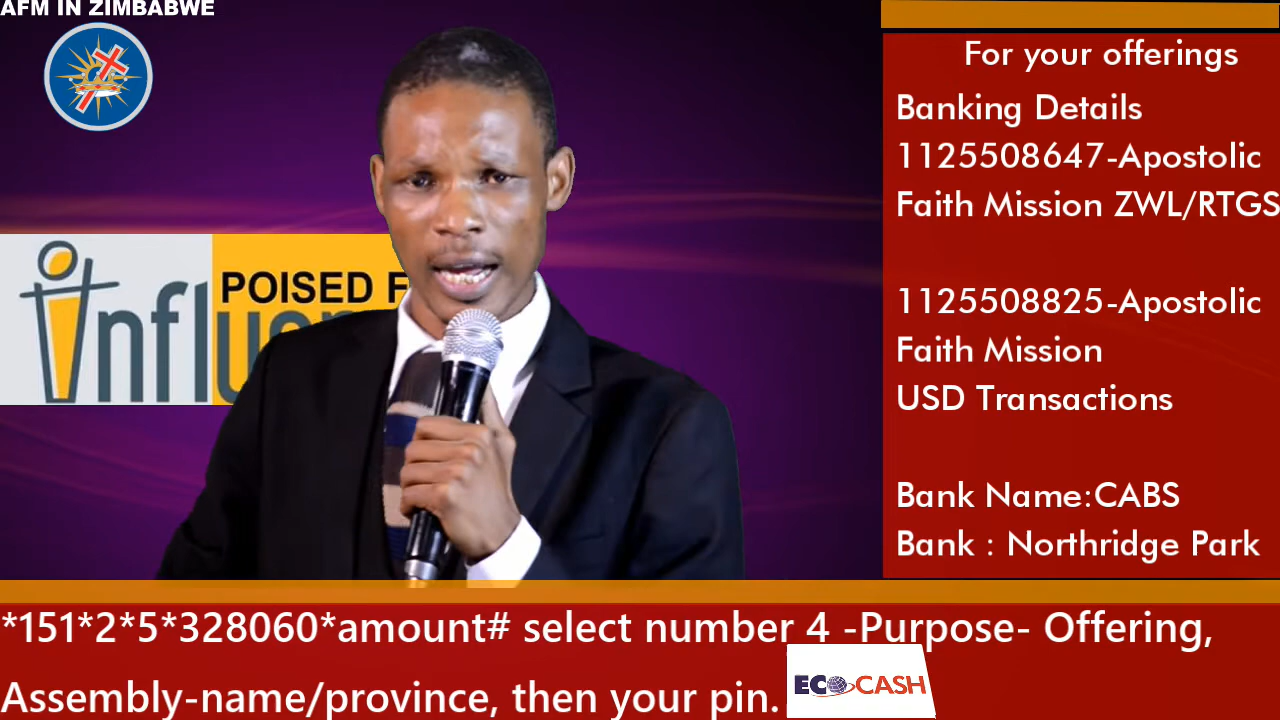 AFM IN ZIMBABWE
For your offerings
Banking Details
1125508647-Apostolic
Faith Mission ZWL/RTGS
1125508825-Apostolic
Faith Mission
USD Transactions
Bank Name:CABS
Bank : Northridge Park
POISED F
Influen
*151*2*5*328060*amount# select number 4 -Purpose- Offering,
Assembly-name/province, then your pin.
ECOCASH